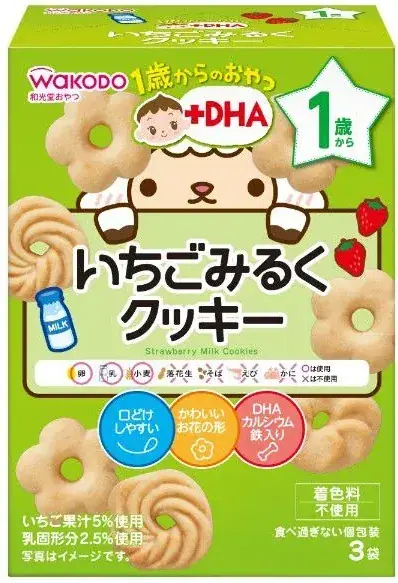 WAKODO
和光堂おやつ
1歳からのおやつ
+DHA
1歳から
いちごみるく
クッキー
MILK
Strawberry Milk Cookies
卵 乳 小麦 落花生 そば えび かに ○は使用
×は不使用
口どけ
しやすい
かわいい
お花の形
DHA
カルシウム
鉄入り
着色料
不使用
いちご果汁5%使用
乳固形分2.5%使用
写真はイメージです。
食べ過ぎない個包装
3袋